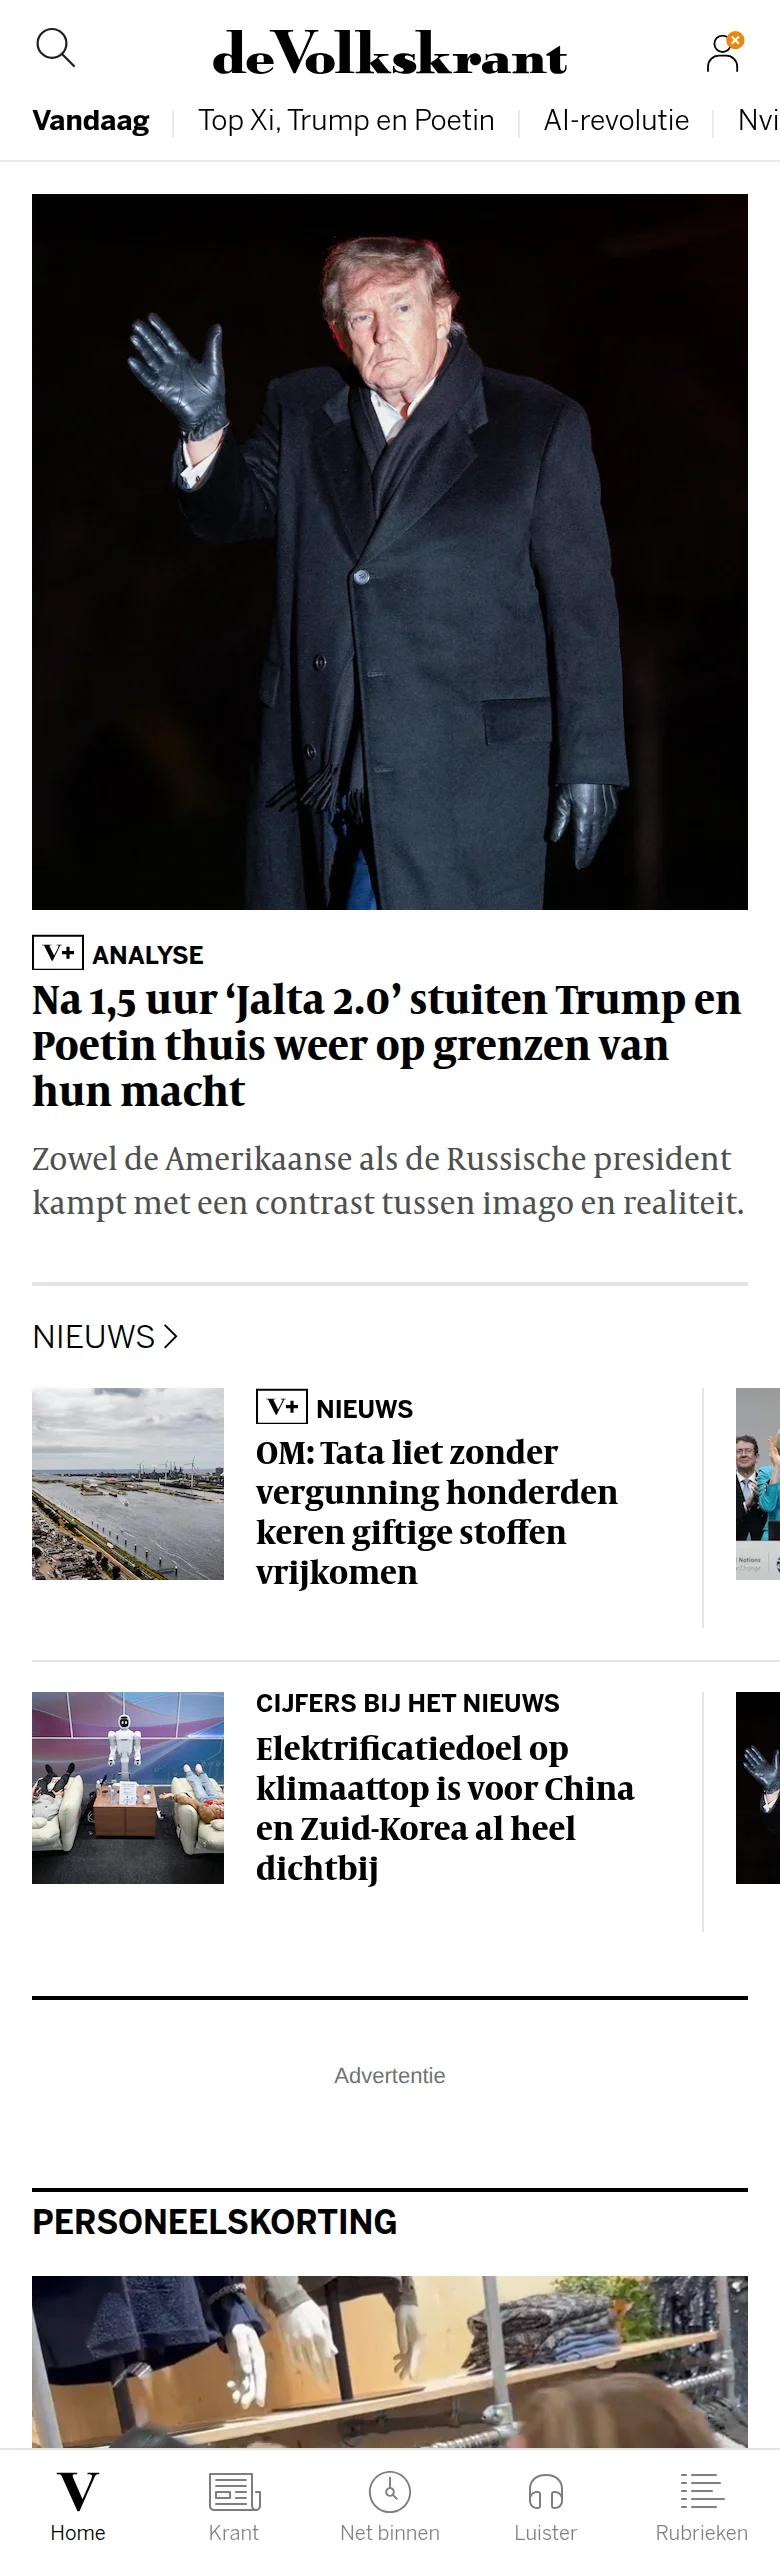 deVolkskrant
Vandaag
Top Xi, Trump en Poetin
AI-revolutie
V+ ANALYSE
Na 1,5 uur ‘Jalta 2.0’ stuiten Trump en
Poetin thuis weer op grenzen van
hun macht
Zowel de Amerikaanse als de Russische president
kampt met een contrast tussen imago en realiteit.
NIEUWS
V+ NIEUWS
OM: Tata liet zonder
vergunning honderden
keren giftige stoffen
vrijkomen
CIJFERS BIJ HET NIEUWS
Elektrificatiedoel op
klimaattop is voor China
en Zuid-Korea al heel
dichtbij
Advertentie
PERSONEELSKORTING
V
Home
Krant
Net binnen
Luister
Rubrieken